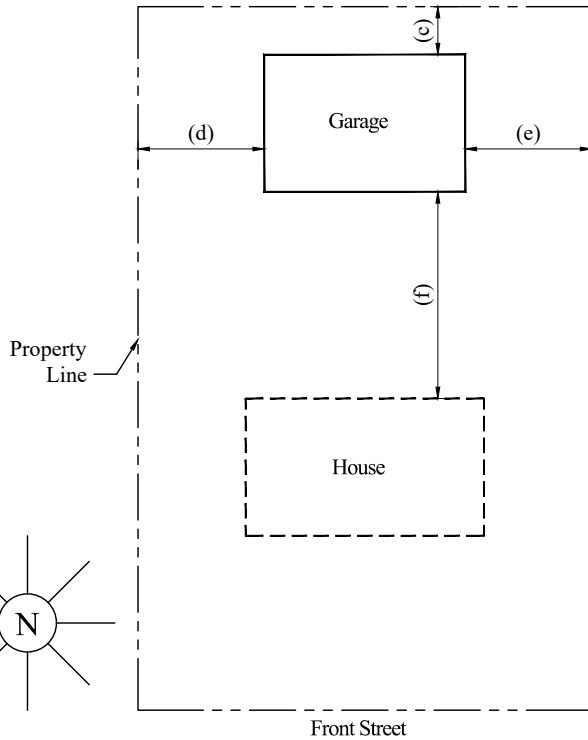 (c)
Garage
(d)
(e)
(f)
Property
Line
House
N
Front Street